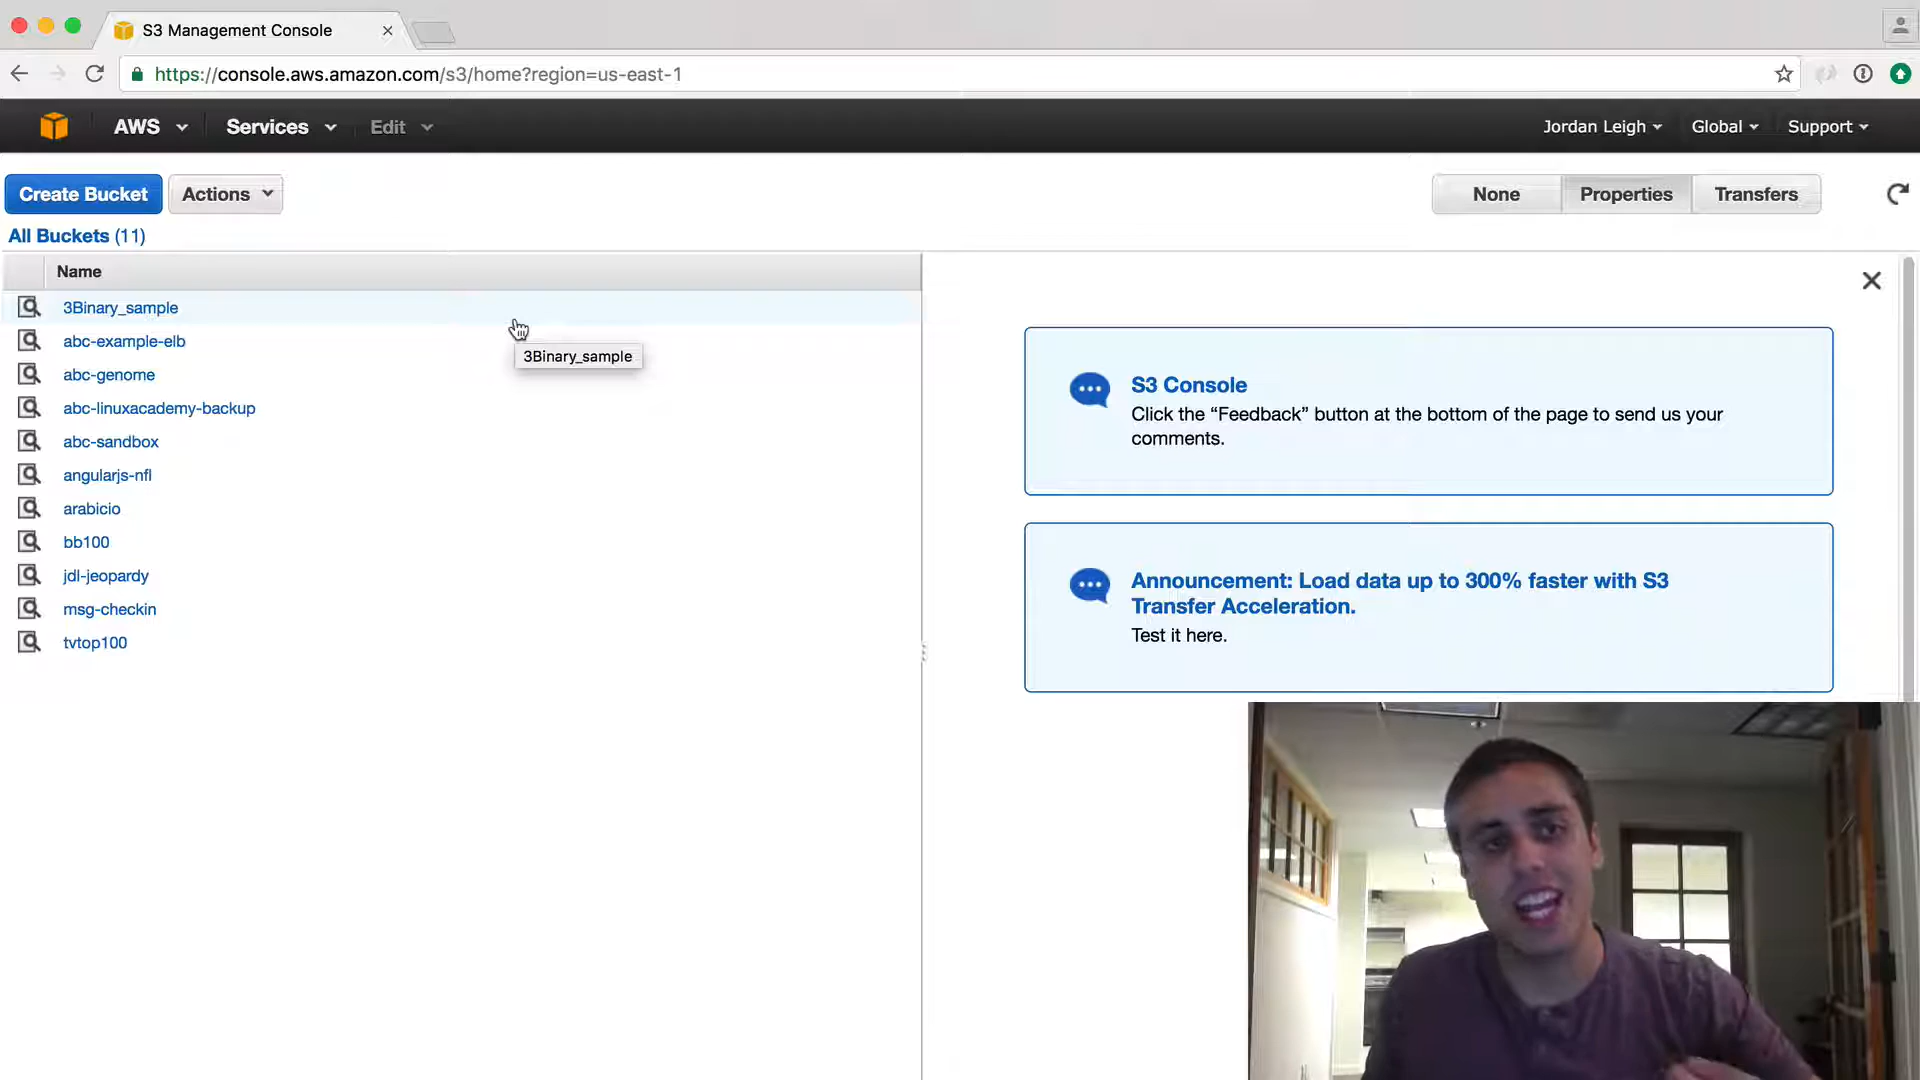 S3 Management Console
https://console.aws.amazon.com/s3/home?region=us-east-1
AWS Services Edit Jordan Leigh Global Support
Create Bucket Actions None Properties Transfers
All Buckets (11)
Name
3Binary_sample
3Binary_sample
abc-example-elb
abc-genome
abc-linuxacademy-backup
abc-sandbox
angularjs-nfl
arabicio
bb100
jdl-jeopardy
msg-checkin
tvtop100
S3 Console
Click the “Feedback” button at the bottom of the page to send us your
comments.
Announcement: Load data up to 300% faster with S3
Transfer Acceleration.
Test it here.